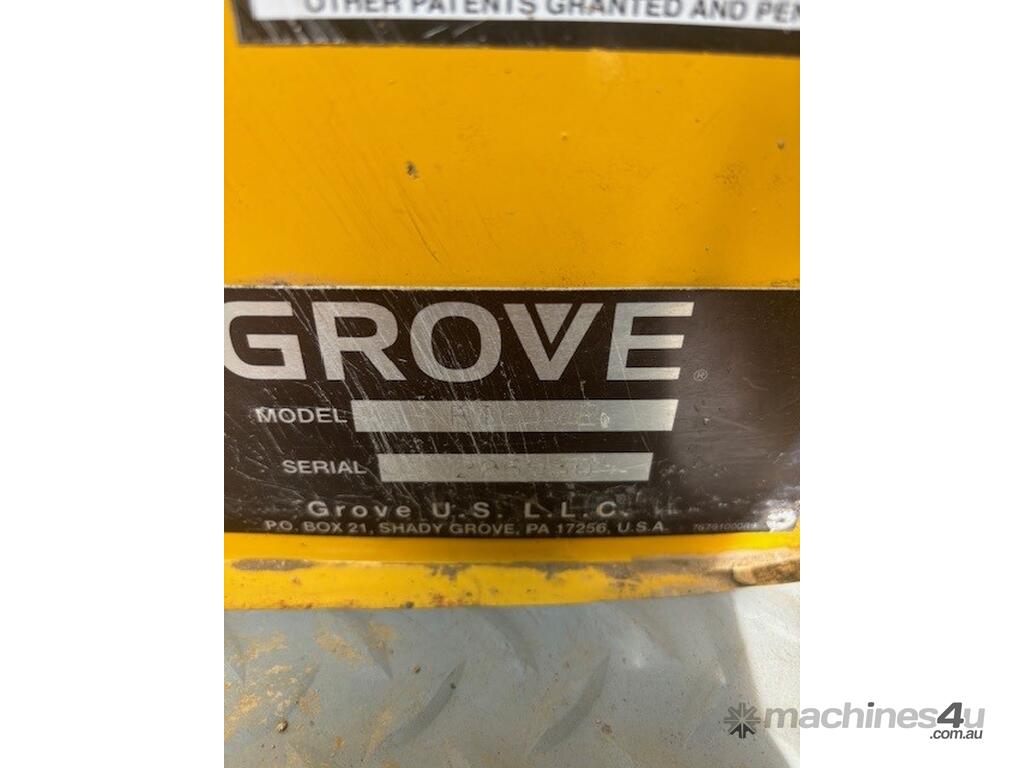 OTHER PATENTS GRANTED AND PEN
GROVE®
MODEL
SERIAL
Grove U.S. L.L.C.
P.O. BOX 21, SHADY GROVE, PA 17256, U.S.A.
machines4u
.com.au